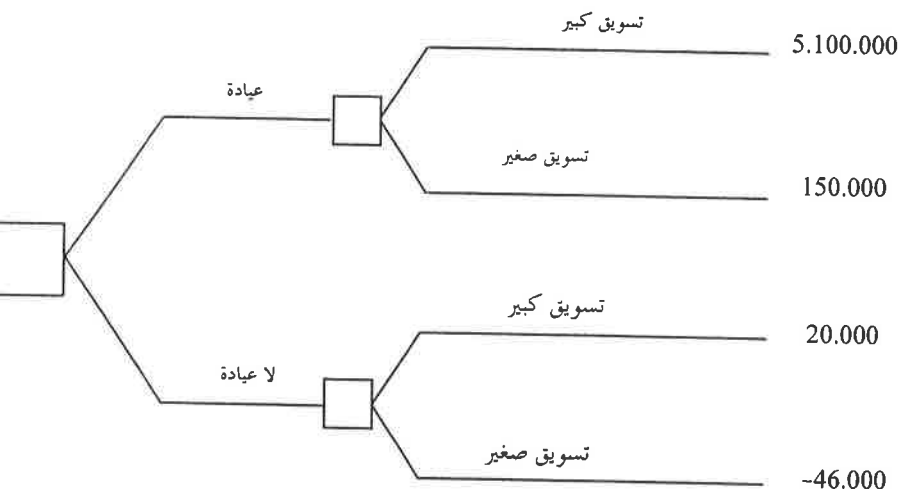 تسويق كبير
5.100.000
عيادة
تسويق صغير
150.000
تسويق كبير
20.000
لا عيادة
تسويق صغير
-46.000